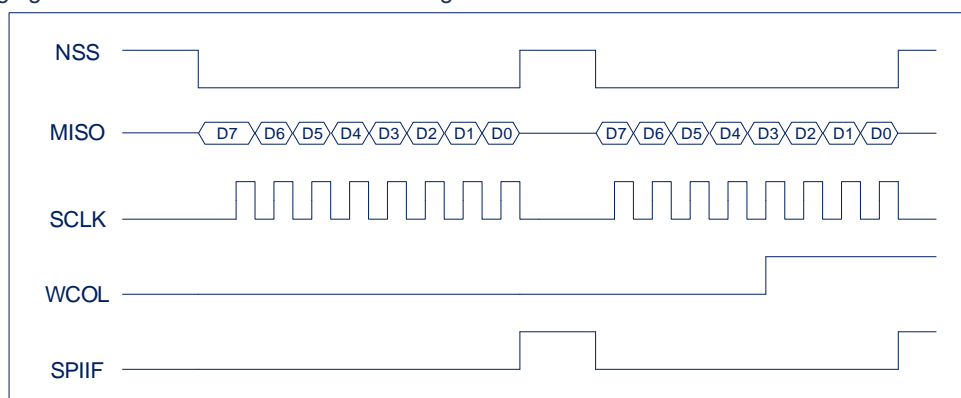 NSS
MISO D7 D6 D5 D4 D3 D2 D1 D0 D7 D6 D5 D4 D3 D2 D1 D0
SCLK
WCOL
SPIIF